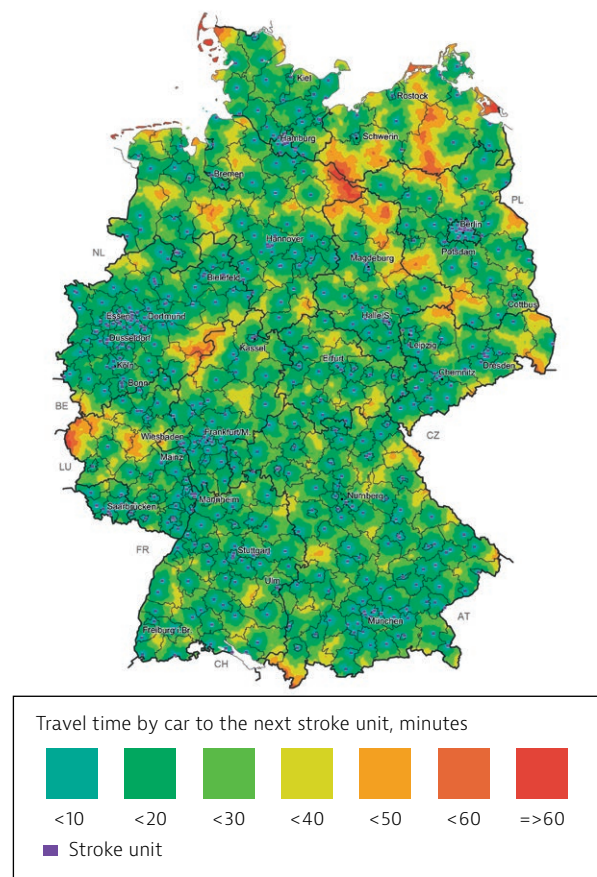 Kiel
Rostock
Hamburg
Schwerin
Bremen
PL
Berlin
Hannover
Potsdam
NL
Magdeburg
Bielefeld
Cottbus
Essen Dortmund
Halle S.
Düsseldorf
Leipzig
Kassel
Dresden
Köln
Erfurt
Chemnitz
Bonn
BE
Wiesbaden
Frankfurt/M.
CZ
Mainz
LU
Mannheim
Nürnberg
Saarbrücken
FR
Stuttgart
Ulm
München
AT
Freiburg i.Br.
CH
Travel time by car to the next stroke unit, minutes
<10 <20 <30 <40 <50 <60 =>60
Stroke unit